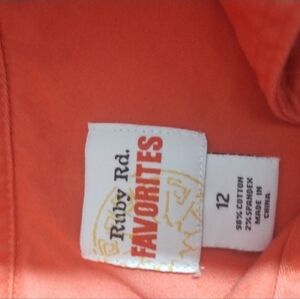 Ruby Rd.
FAVORITES
12
98% COTTON
2% SPANDEX
MADE IN
CHINA